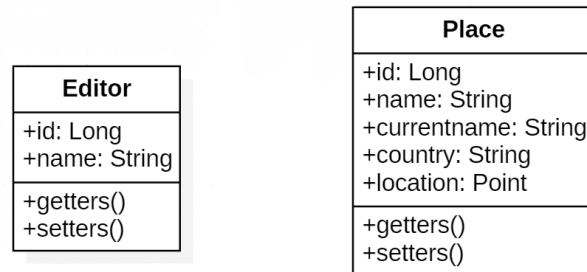 Editor
+id: Long
+name: String
+getters()
+setters()
Place
+id: Long
+name: String
+currentname: String
+country: String
+location: Point
+getters()
+setters()